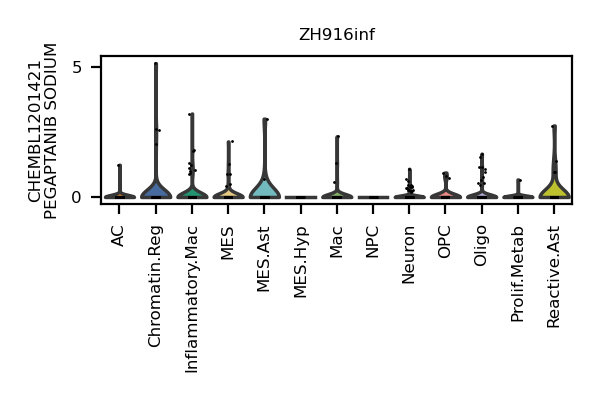 ZH916inf
CHEMBL1201421
PEGAPTANIB SODIUM
5
0
AC
Chromatin.Reg
Inflammatory.Mac
MES
MES.Ast
MES.Hyp
Mac
NPC
Neuron
OPC
Oligo
Prolif.Metab
Reactive.Ast